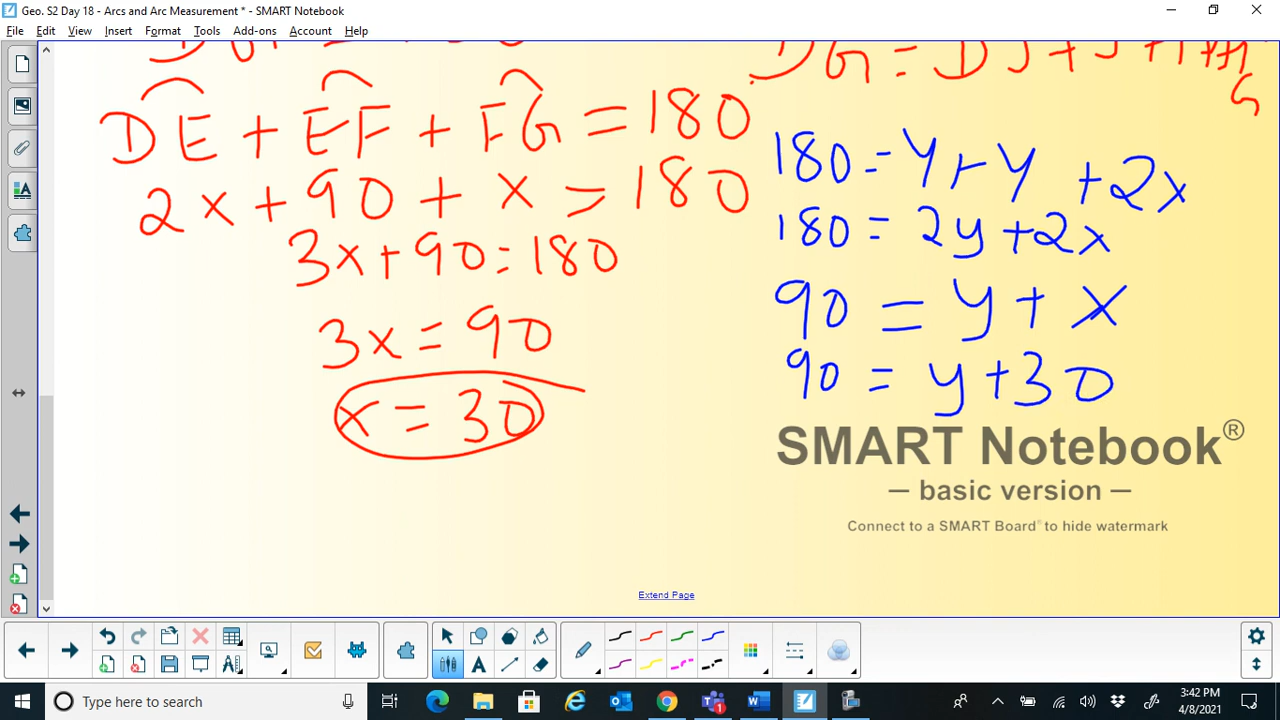 Geo. S2 Day 18 - Arcs and Arc Measurement * - SMART Notebook
File Edit View Insert Format Tools Add-ons Account Help
DE + EF + FG = 180
2x + 90 + x = 180
3x + 90 = 180
3x = 90
x = 30
DG = DJ + J
G
180 = y + y + 2x
180 = 2y + 2x
90 = y + x
90 = y + 30
SMART Notebook®
— basic version —
Connect to a SMART Board® to hide watermark
Extend Page
Type here to search
3:42 PM
4/8/2021